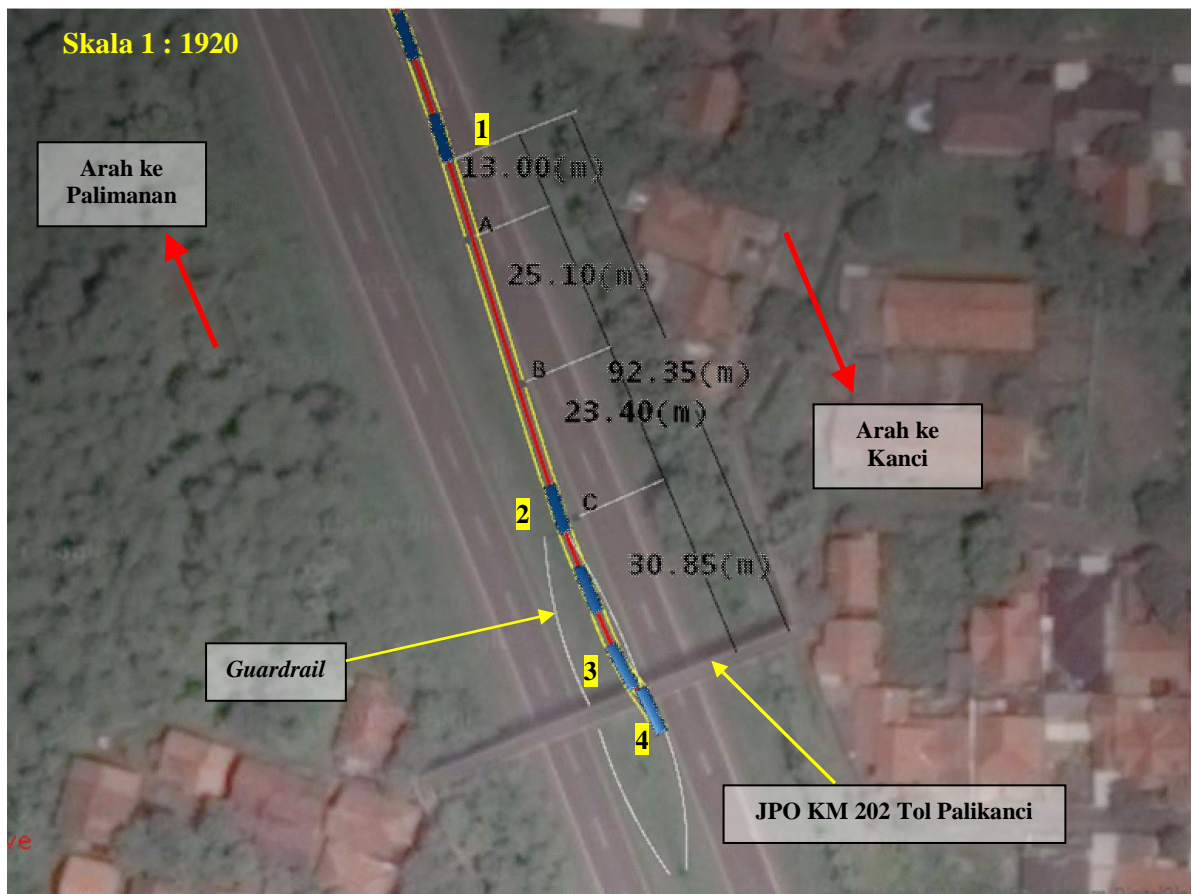 Skala 1 : 1920
1
13.00(m)
Arah ke
Palimanan
A
25.10(m)
B
92.35(m)
23.40(m)
Arah ke
Kanci
2
C
30.85(m)
Guardrail
3
4
JPO KM 202 Tol Palikanci
ve